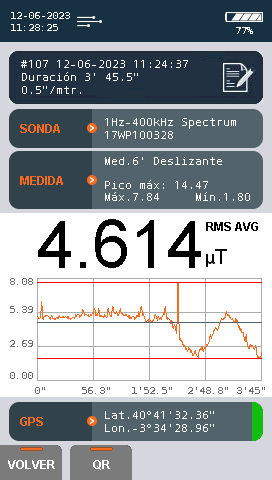 12-06-2023
11:28:25
77%
#107 12-06-2023 11:24:37
Duración 3' 45.5"
0.5"/mtr.
SONDA
1Hz-400kHz Spectrum
17WP100328
MEDIDA
Med.6' Deslizante
Pico máx: 14.47
Máx.7.84 Mín.1.80
4.614 RMS AVG
µT
8.08
5.39
2.69
0.00
0" 56.3" 1'52.5" 2'48.8" 3'45"
GPS
Lat.40°41'32.36"
Lon.-3°34'28.96"
VOLVER QR